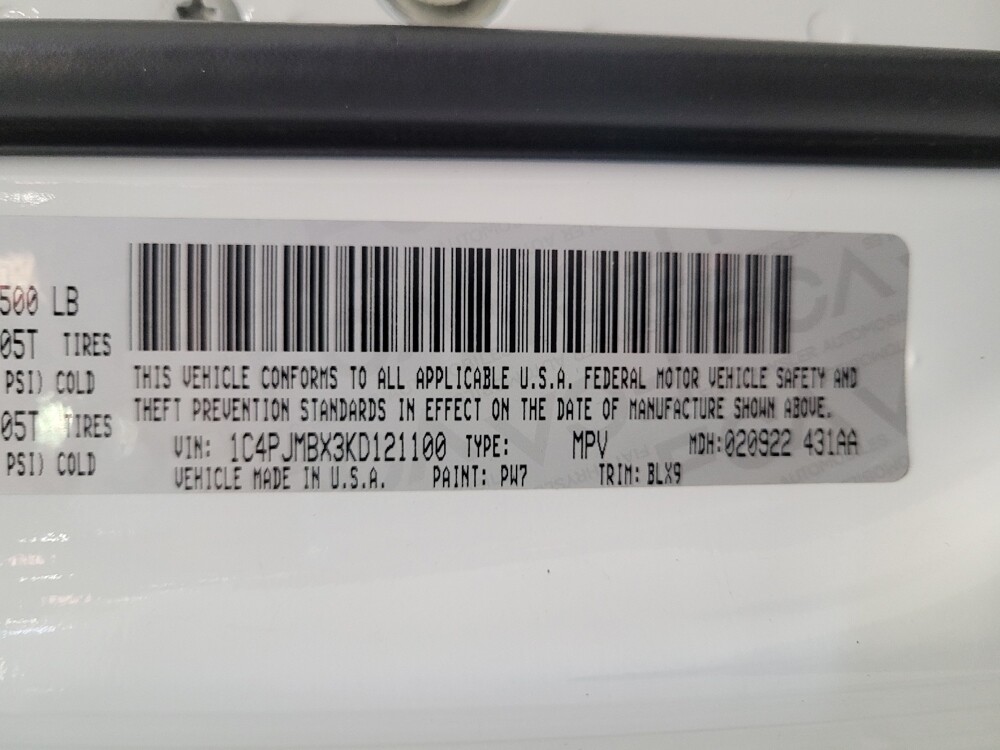 500 LB
05T TIRES
PSI) COLD
05T TIRES
PSI) COLD
THIS VEHICLE CONFORMS TO ALL APPLICABLE U.S.A. FEDERAL MOTOR VEHICLE SAFETY AND
THEFT PREVENTION STANDARDS IN EFFECT ON THE DATE OF MANUFACTURE SHOWN ABOVE.
VIN: 1C4PJMBX3KD121100 TYPE: MPV MDH:020922 431AA
VEHICLE MADE IN U.S.A. PAINT: PW7 TRIM: BLX9